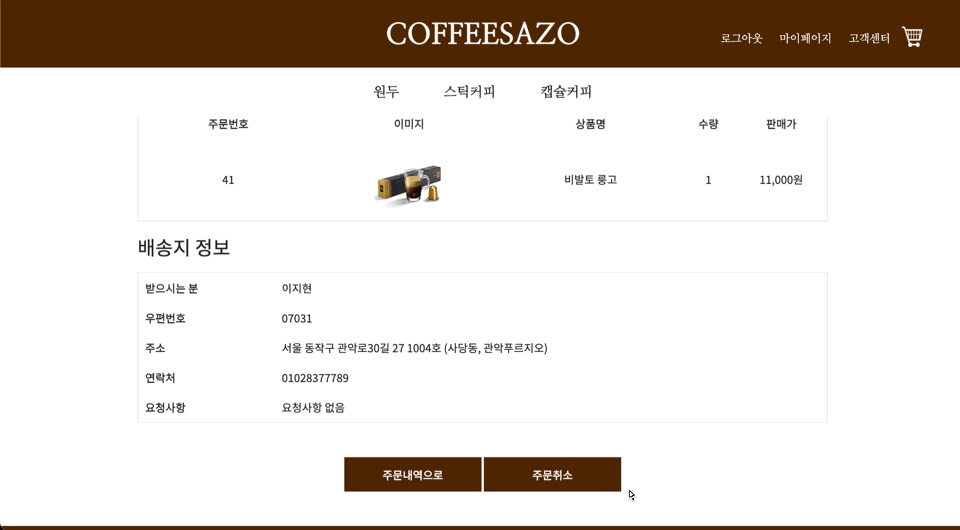 COFFEESAZO
로그아웃 마이페이지 고객센터
원두 스틱커피 캡슐커피
주문번호 이미지 상품명 수량 판매가
41 비발토 룽고 1 11,000원
배송지 정보
받으시는 분 이지현
우편번호 07031
주소 서울 동작구 관악로30길 27 1004호 (사당동, 관악푸르지오)
연락처 01028377789
요청사항 요청사항 없음
주문내역으로 주문취소